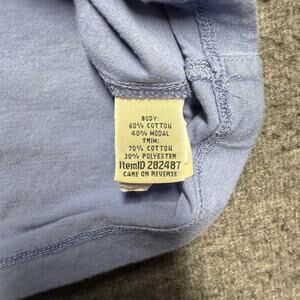 BODY:
60% COTTON
40% MODAL
TRIM:
70% COTTON
30% POLYESTER
ItemID 282487
CARE ON REVERSE